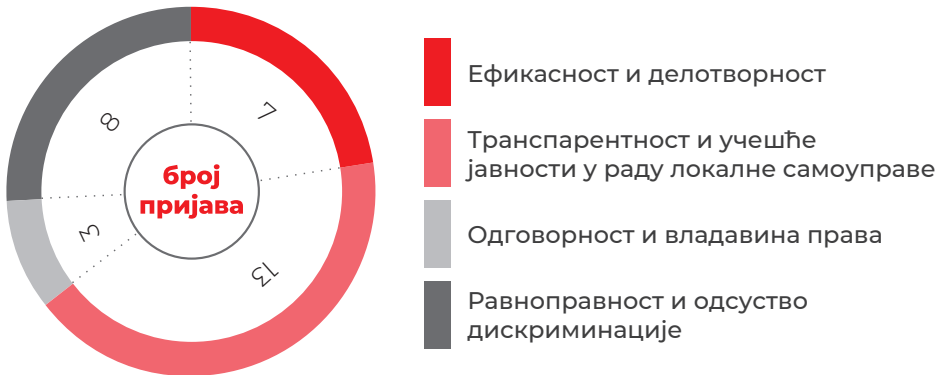 7
8
број
пријава
3
13
Ефикасност и делотворност
Транспарентност и учешће
јавности у раду локалне самоуправе
Одговорност и владавина права
Равноправност и одсуство
дискриминације